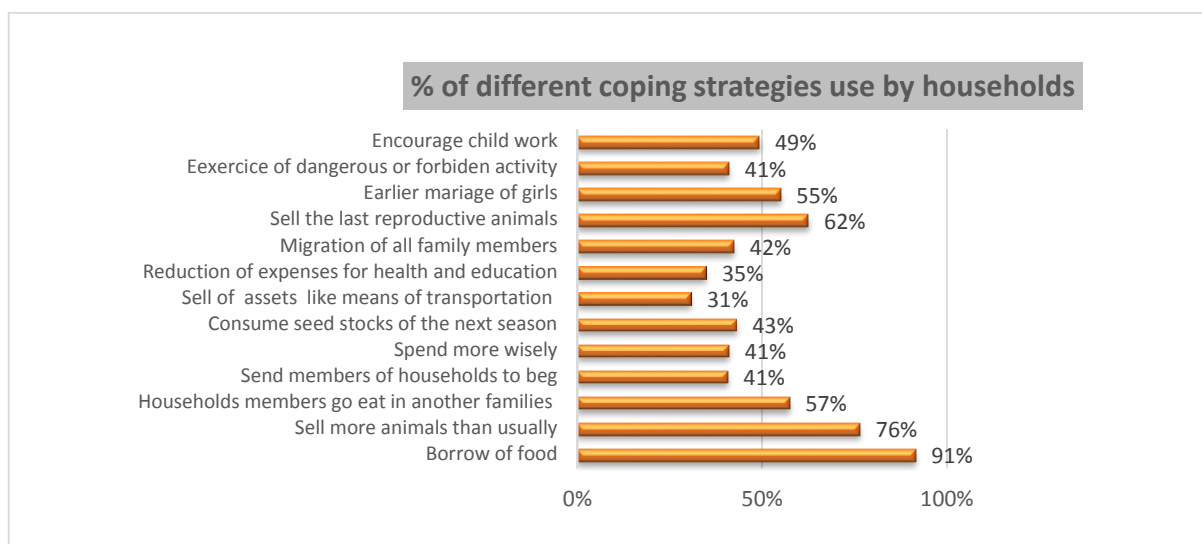 % of different coping strategies use by households
Encourage child work 49%
Eexercice of dangerous or forbiden activity 41%
Earlier mariage of girls 55%
Sell the last reproductive animals 62%
Migration of all family members 42%
Reduction of expenses for health and education 35%
Sell of assets like means of transportation 31%
Consume seed stocks of the next season 43%
Spend more wisely 41%
Send members of households to beg 41%
Households members go eat in another families 57%
Sell more animals than usually 76%
Borrow of food 91%
0% 50% 100%